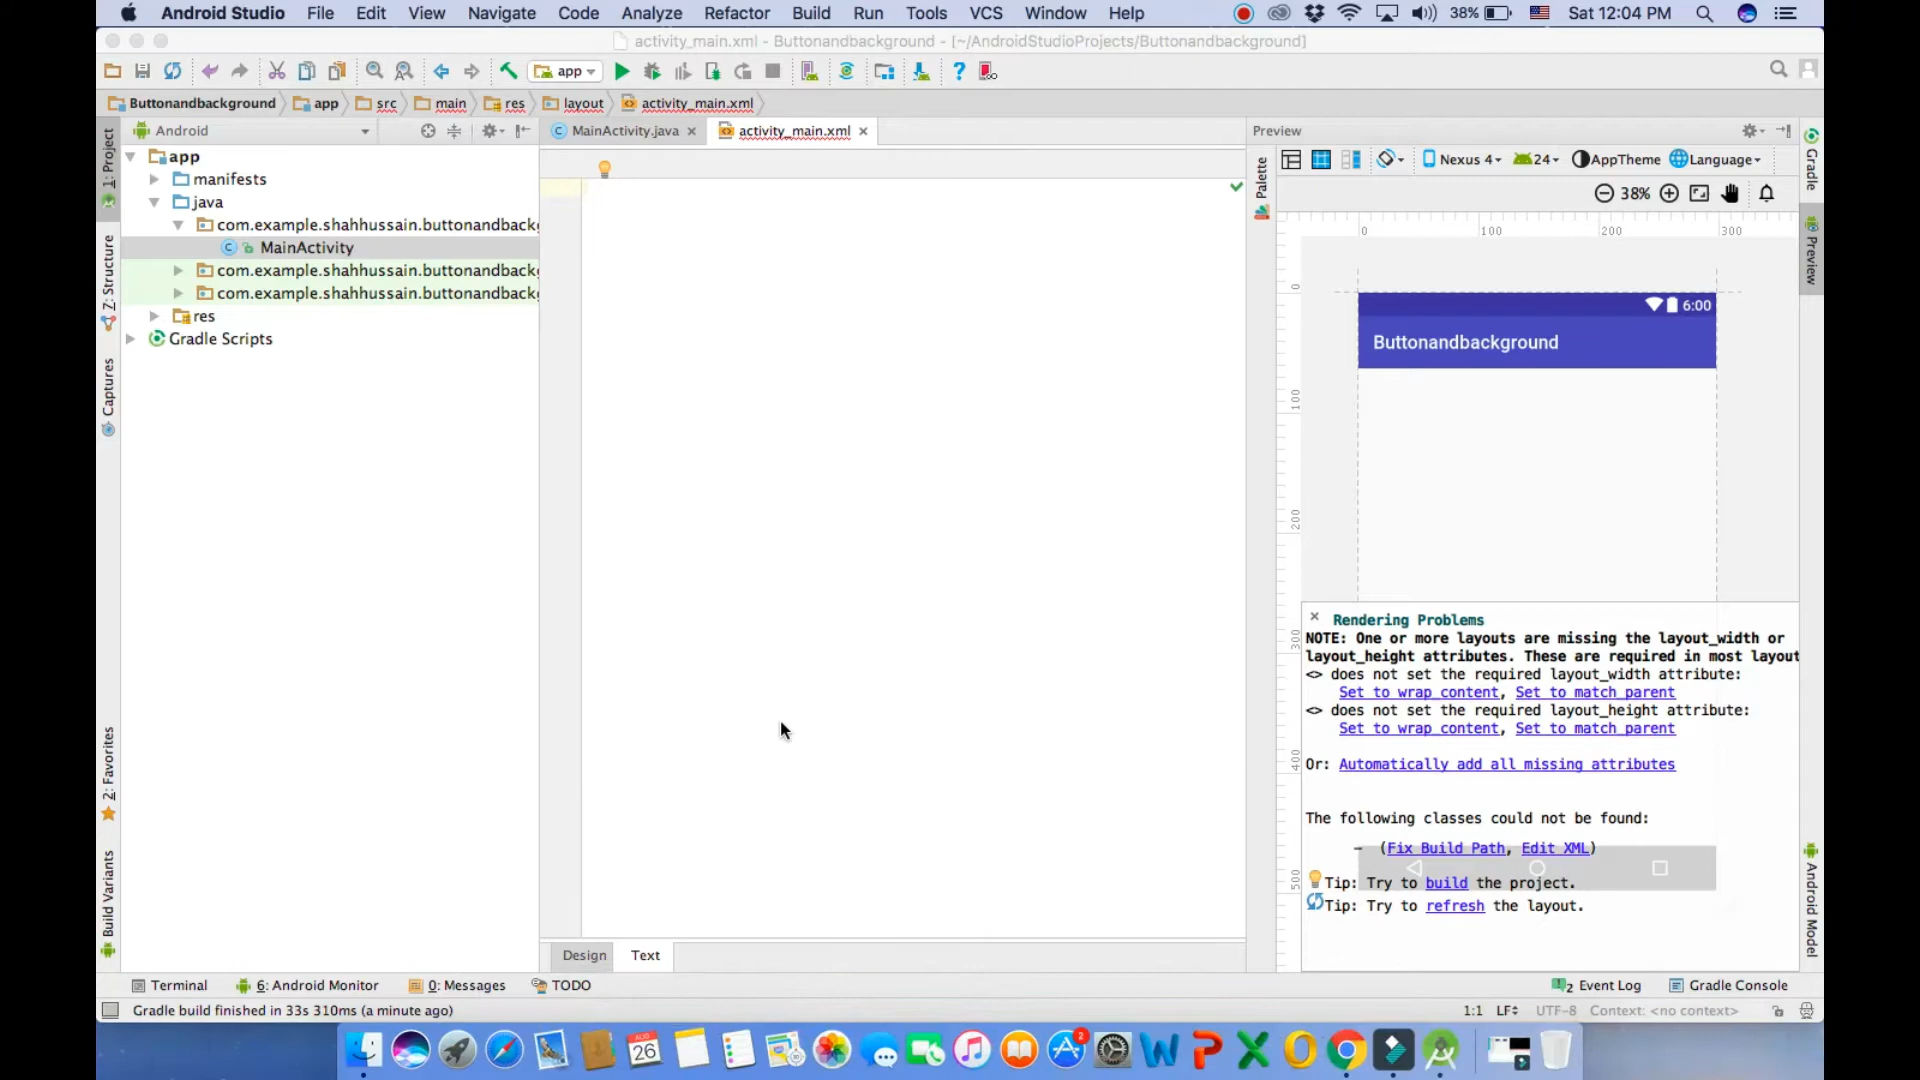 Android Studio File Edit View Navigate Code Analyze Refactor Build Run Tools VCS Window Help 38% Sat 12:04 PM
activity_main.xml - Buttonandbackground - [~/AndroidStudioProjects/Buttonandbackground]
app
Buttonandbackground app src main res layout activity_main.xml
Android
MainActivity.java activity_main.xml
Preview
1: Project
Z: Structure
Captures
2: Favorites
Build Variants
app
manifests
java
com.example.shahhussain.buttonandback
MainActivity
com.example.shahhussain.buttonandback
com.example.shahhussain.buttonandback
res
Gradle Scripts
Palette
Nexus 4 24 AppTheme Language
38%
0 100 200 300
0
100
200
300
400
500
6:00
Buttonandbackground
Rendering Problems
NOTE: One or more layouts are missing the layout_width or
layout_height attributes. These are required in most layout
<> does not set the required layout_width attribute:
Set to wrap_content, Set to match_parent
<> does not set the required layout_height attribute:
Set to wrap_content, Set to match_parent
Or: Automatically add all missing attributes
The following classes could not be found:
– (Fix Build Path, Edit XML)
Tip: Try to build the project.
Tip: Try to refresh the layout.
Gradle
Preview
Android Model
Design Text
Terminal 6: Android Monitor 0: Messages TODO
2 Event Log Gradle Console
Gradle build finished in 33s 310ms (a minute ago)
1:1 LF UTF-8 Context: <no context>
AUG
26
2